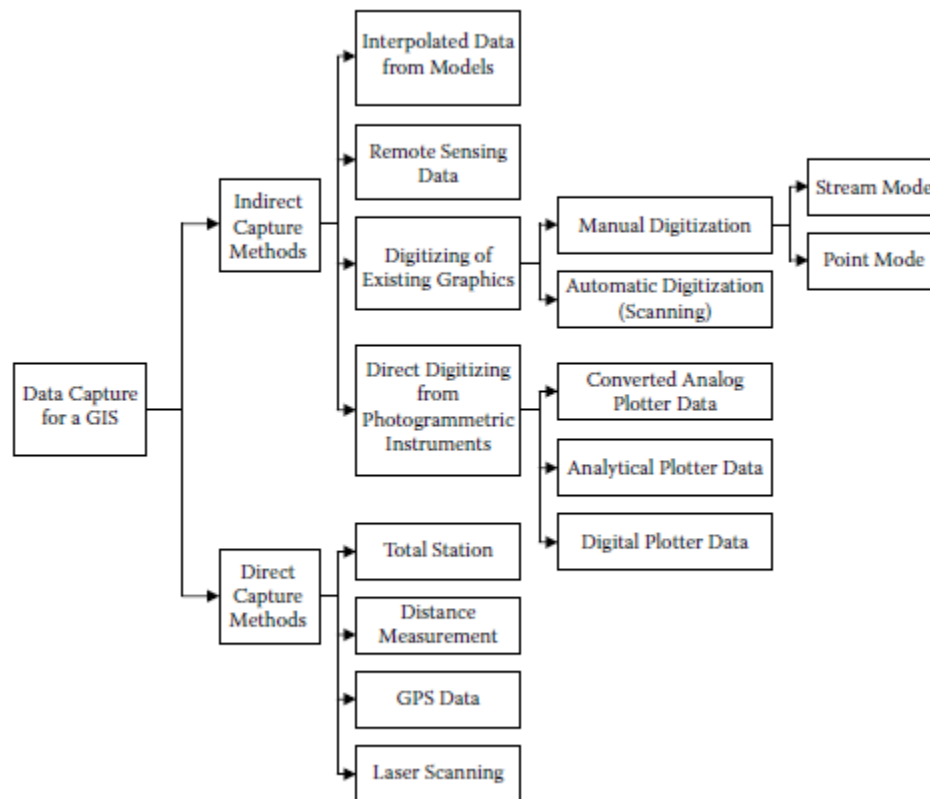 Interpolated Data
from Models
Remote Sensing
Data
Indirect
Capture
Methods
Stream Mode
Manual Digitization
Digitizing of
Existing Graphics
Point Mode
Automatic Digitization
(Scanning)
Direct Digitizing
from
Photogrammetric
Instruments
Converted Analog
Plotter Data
Data Capture
for a GIS
Analytical Plotter Data
Digital Plotter Data
Total Station
Direct
Capture
Methods
Distance
Measurement
GPS Data
Laser Scanning